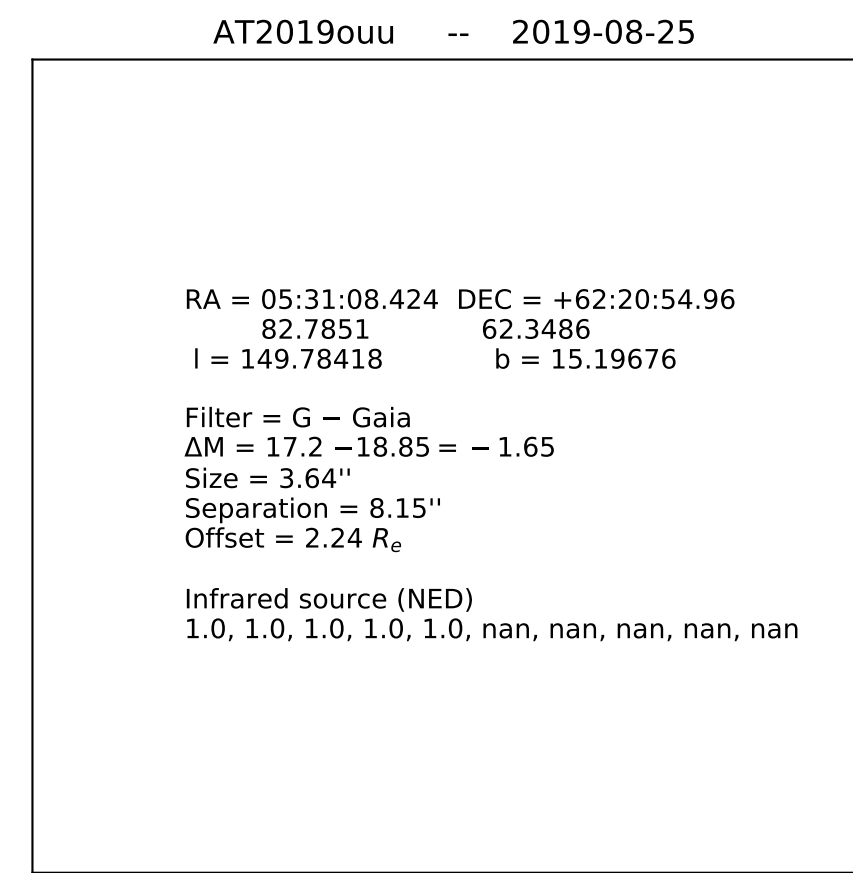 AT2019ouu -- 2019-08-25
RA = 05:31:08.424 DEC = +62:20:54.96
82.7851 62.3486
l = 149.78418 b = 15.19676
Filter = G − Gaia
ΔM = 17.2 −18.85 = − 1.65
Size = 3.64''
Separation = 8.15''
Offset = 2.24 Rₑ
Infrared source (NED)
1.0, 1.0, 1.0, 1.0, 1.0, nan, nan, nan, nan, nan